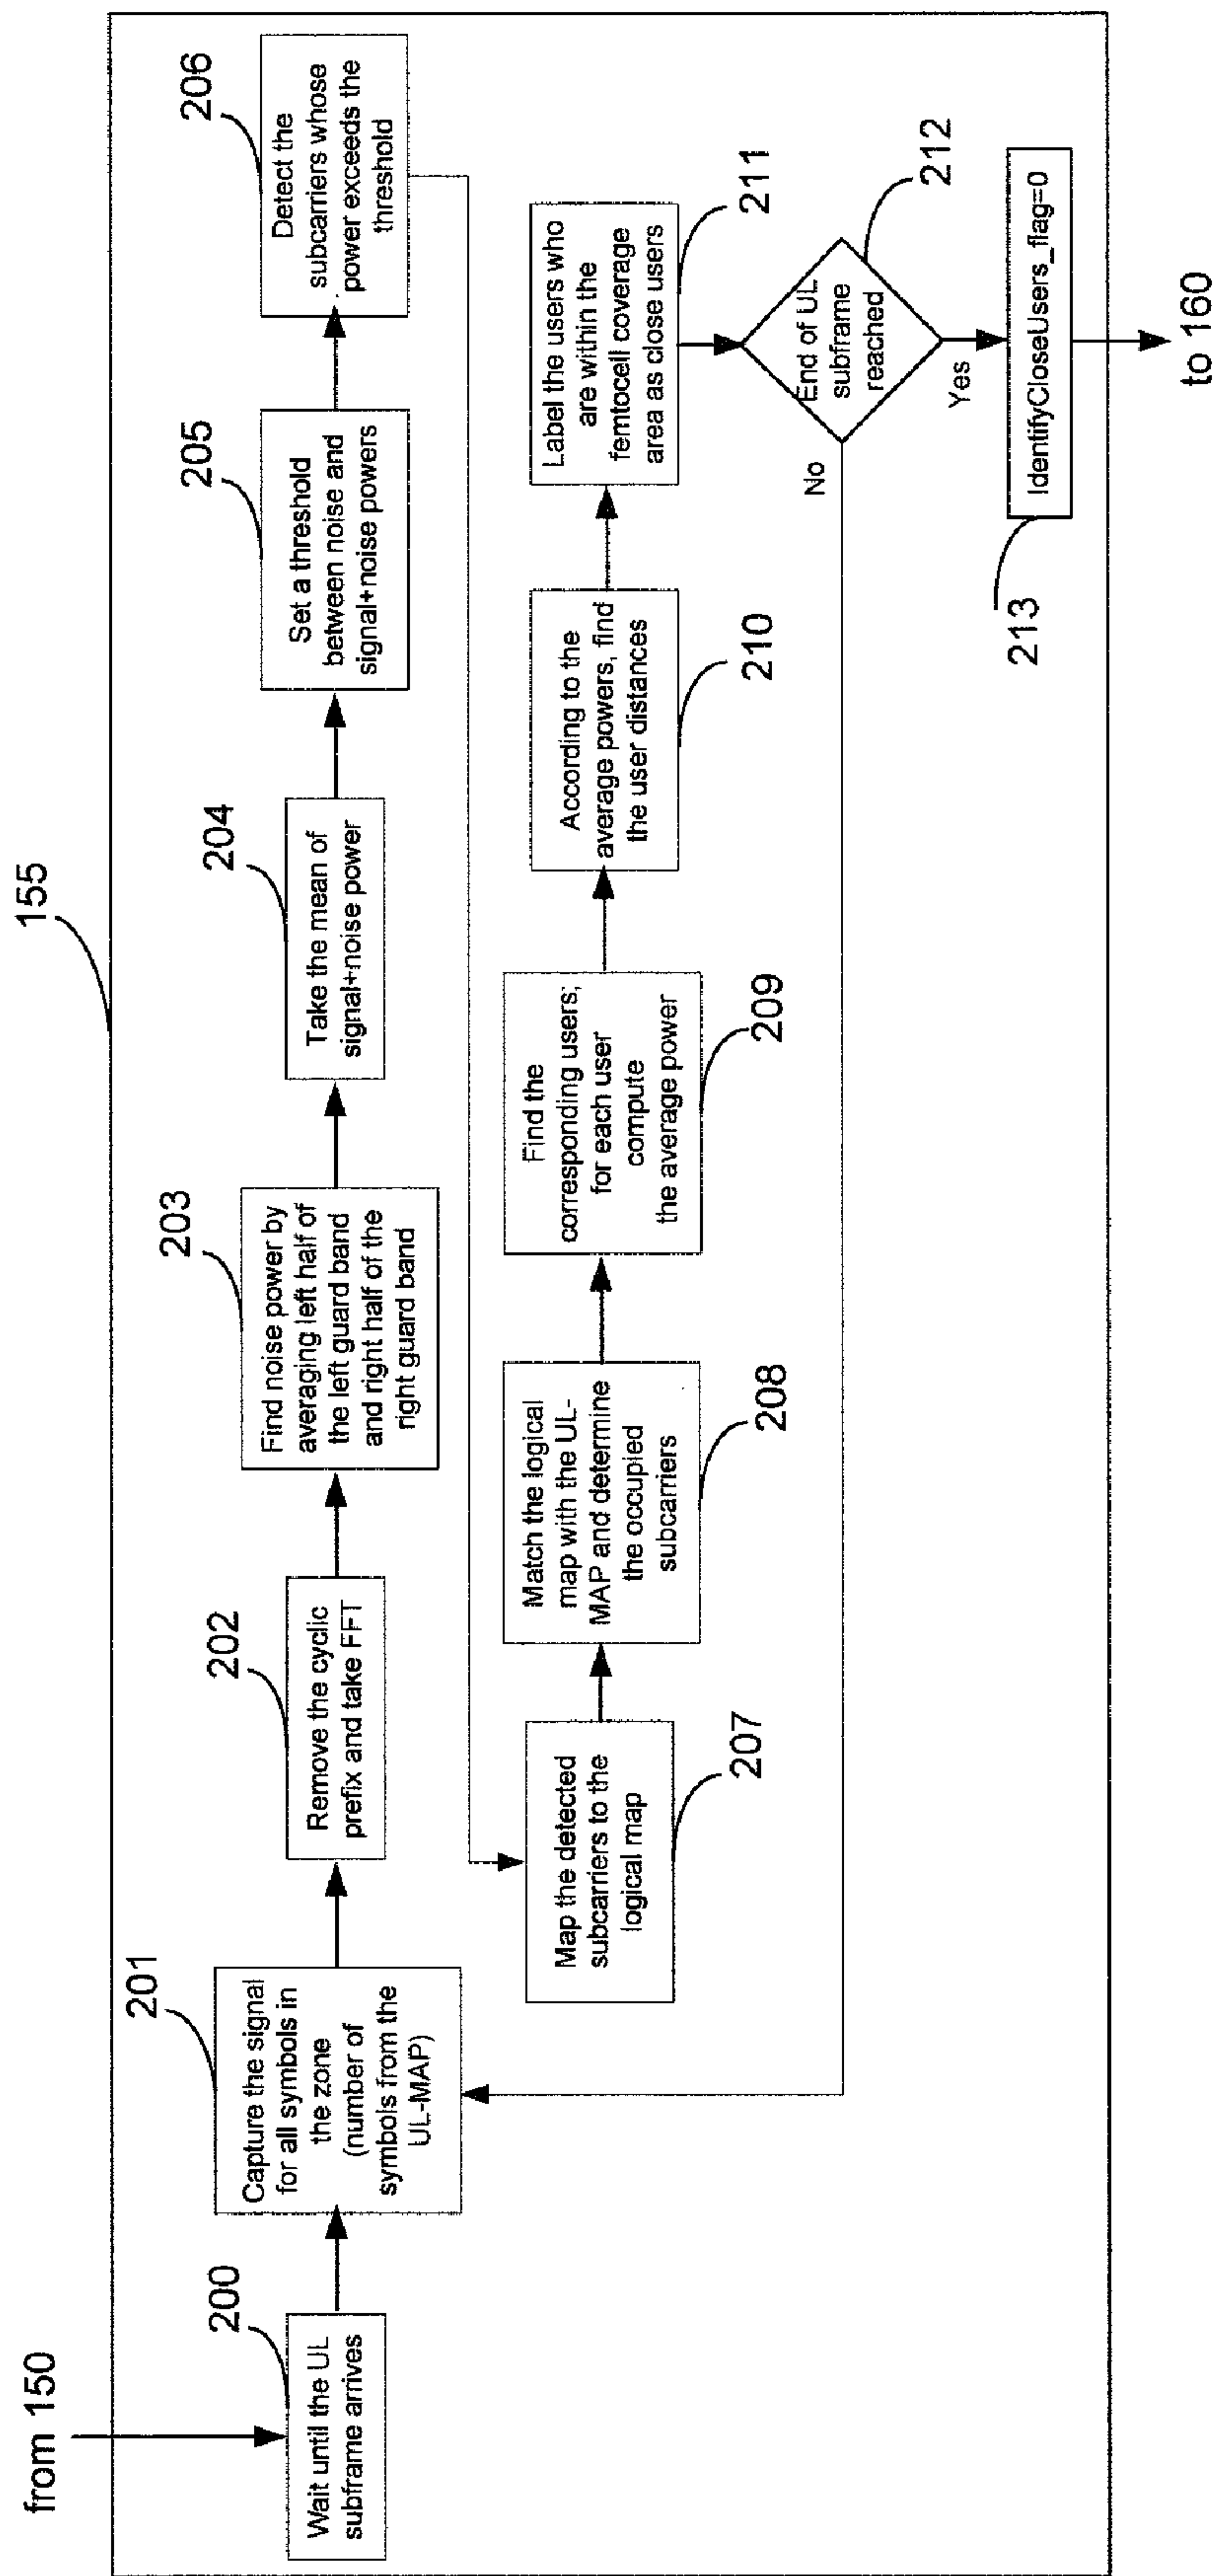 from 150
155
200
Wait until the UL
subframe arrives
201
Capture the signal
for all symbols in
the zone
(number of
symbols from the
UL-MAP)
202
Remove the cyclic
prefix and take FFT
203
Find noise power by
averaging left half of
the left guard band
and right half of the
right guard band
204
Take the mean of
signal+noise power
205
Set a threshold
between noise and
signal+noise powers
206
Detect the
subcarriers whose
power exceeds the
threshold
Map the detected
subcarriers to the
logical map
207
Match the logical
map with the UL-
MAP and determine
the occupied
subcarriers
208
Find the
corresponding users;
for each user
compute
the average power
209
According to the
average powers, find
the user distances
210
Label the users who
are within the
femtocell coverage
area as close users
211
End of UL
subframe
reached
212
No
Yes
IdentifyCloseUsers_flag=0
213
to 160